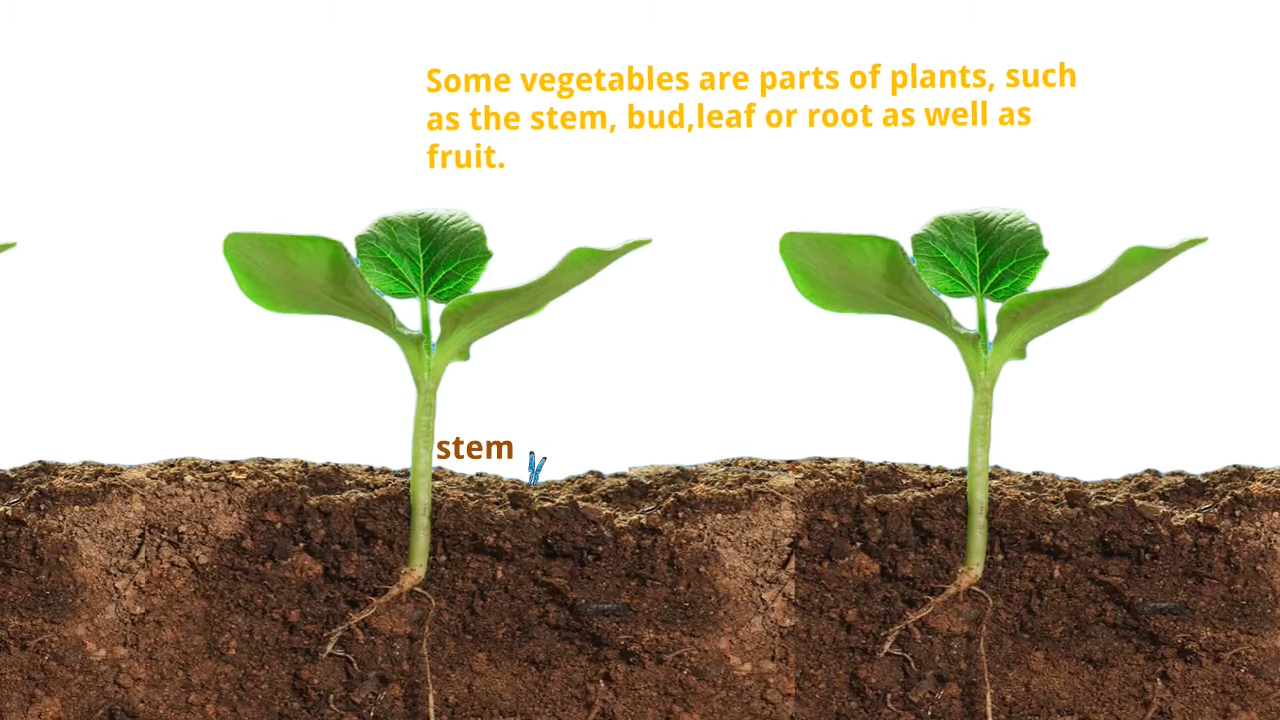 Some vegetables are parts of plants, such
as the stem, bud,leaf or root as well as
fruit.
stem